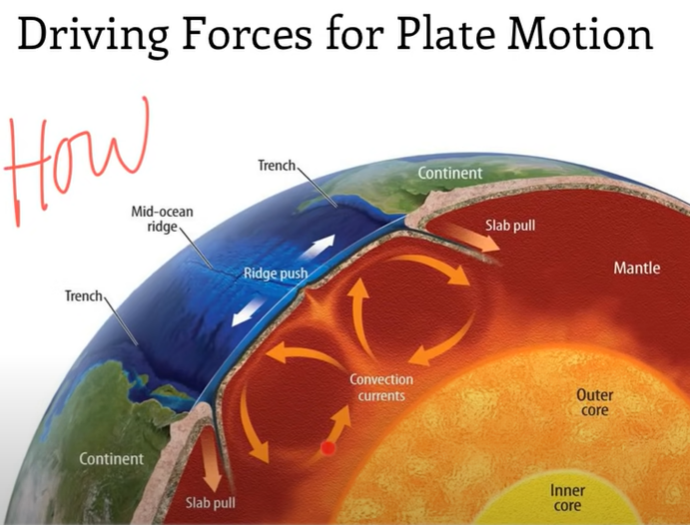 Driving Forces for Plate Motion
How
Trench
Continent
Mid-ocean
ridge
Slab pull
Ridge push
Mantle
Trench
Convection
currents
Outer
core
Continent
Slab pull
Inner
core